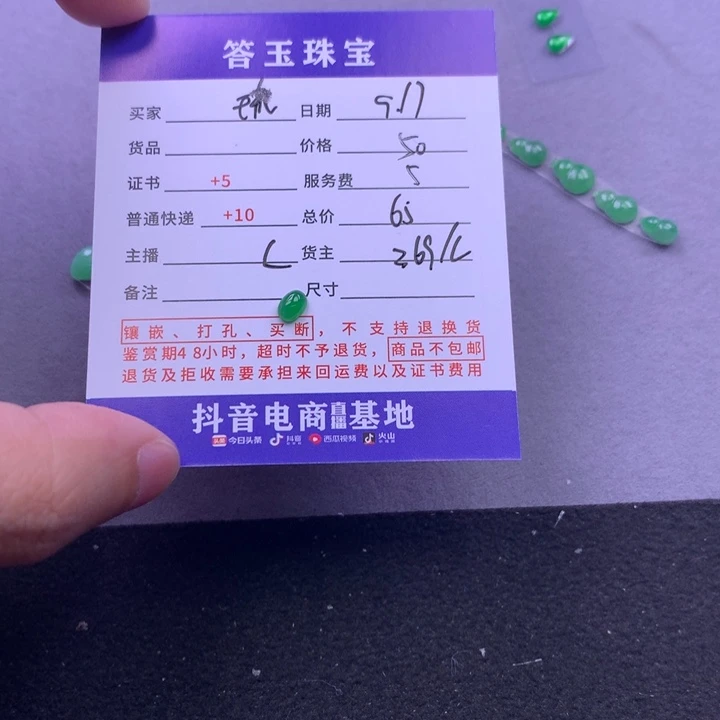 答玉珠宝
买家 日期 9.17
货品 价格 50
证书 +5 服务费 5
普通快递 +10 总价 65
主播 L 货主 269/L
备注 尺寸
镶嵌、打孔、买断，不支持退换货
鉴赏期48小时，超时不予退货，商品不包邮
退货及拒收需要承担来回运费以及证书费用
抖音电商直播基地
头条 今日头条 抖音 西瓜视频 火山